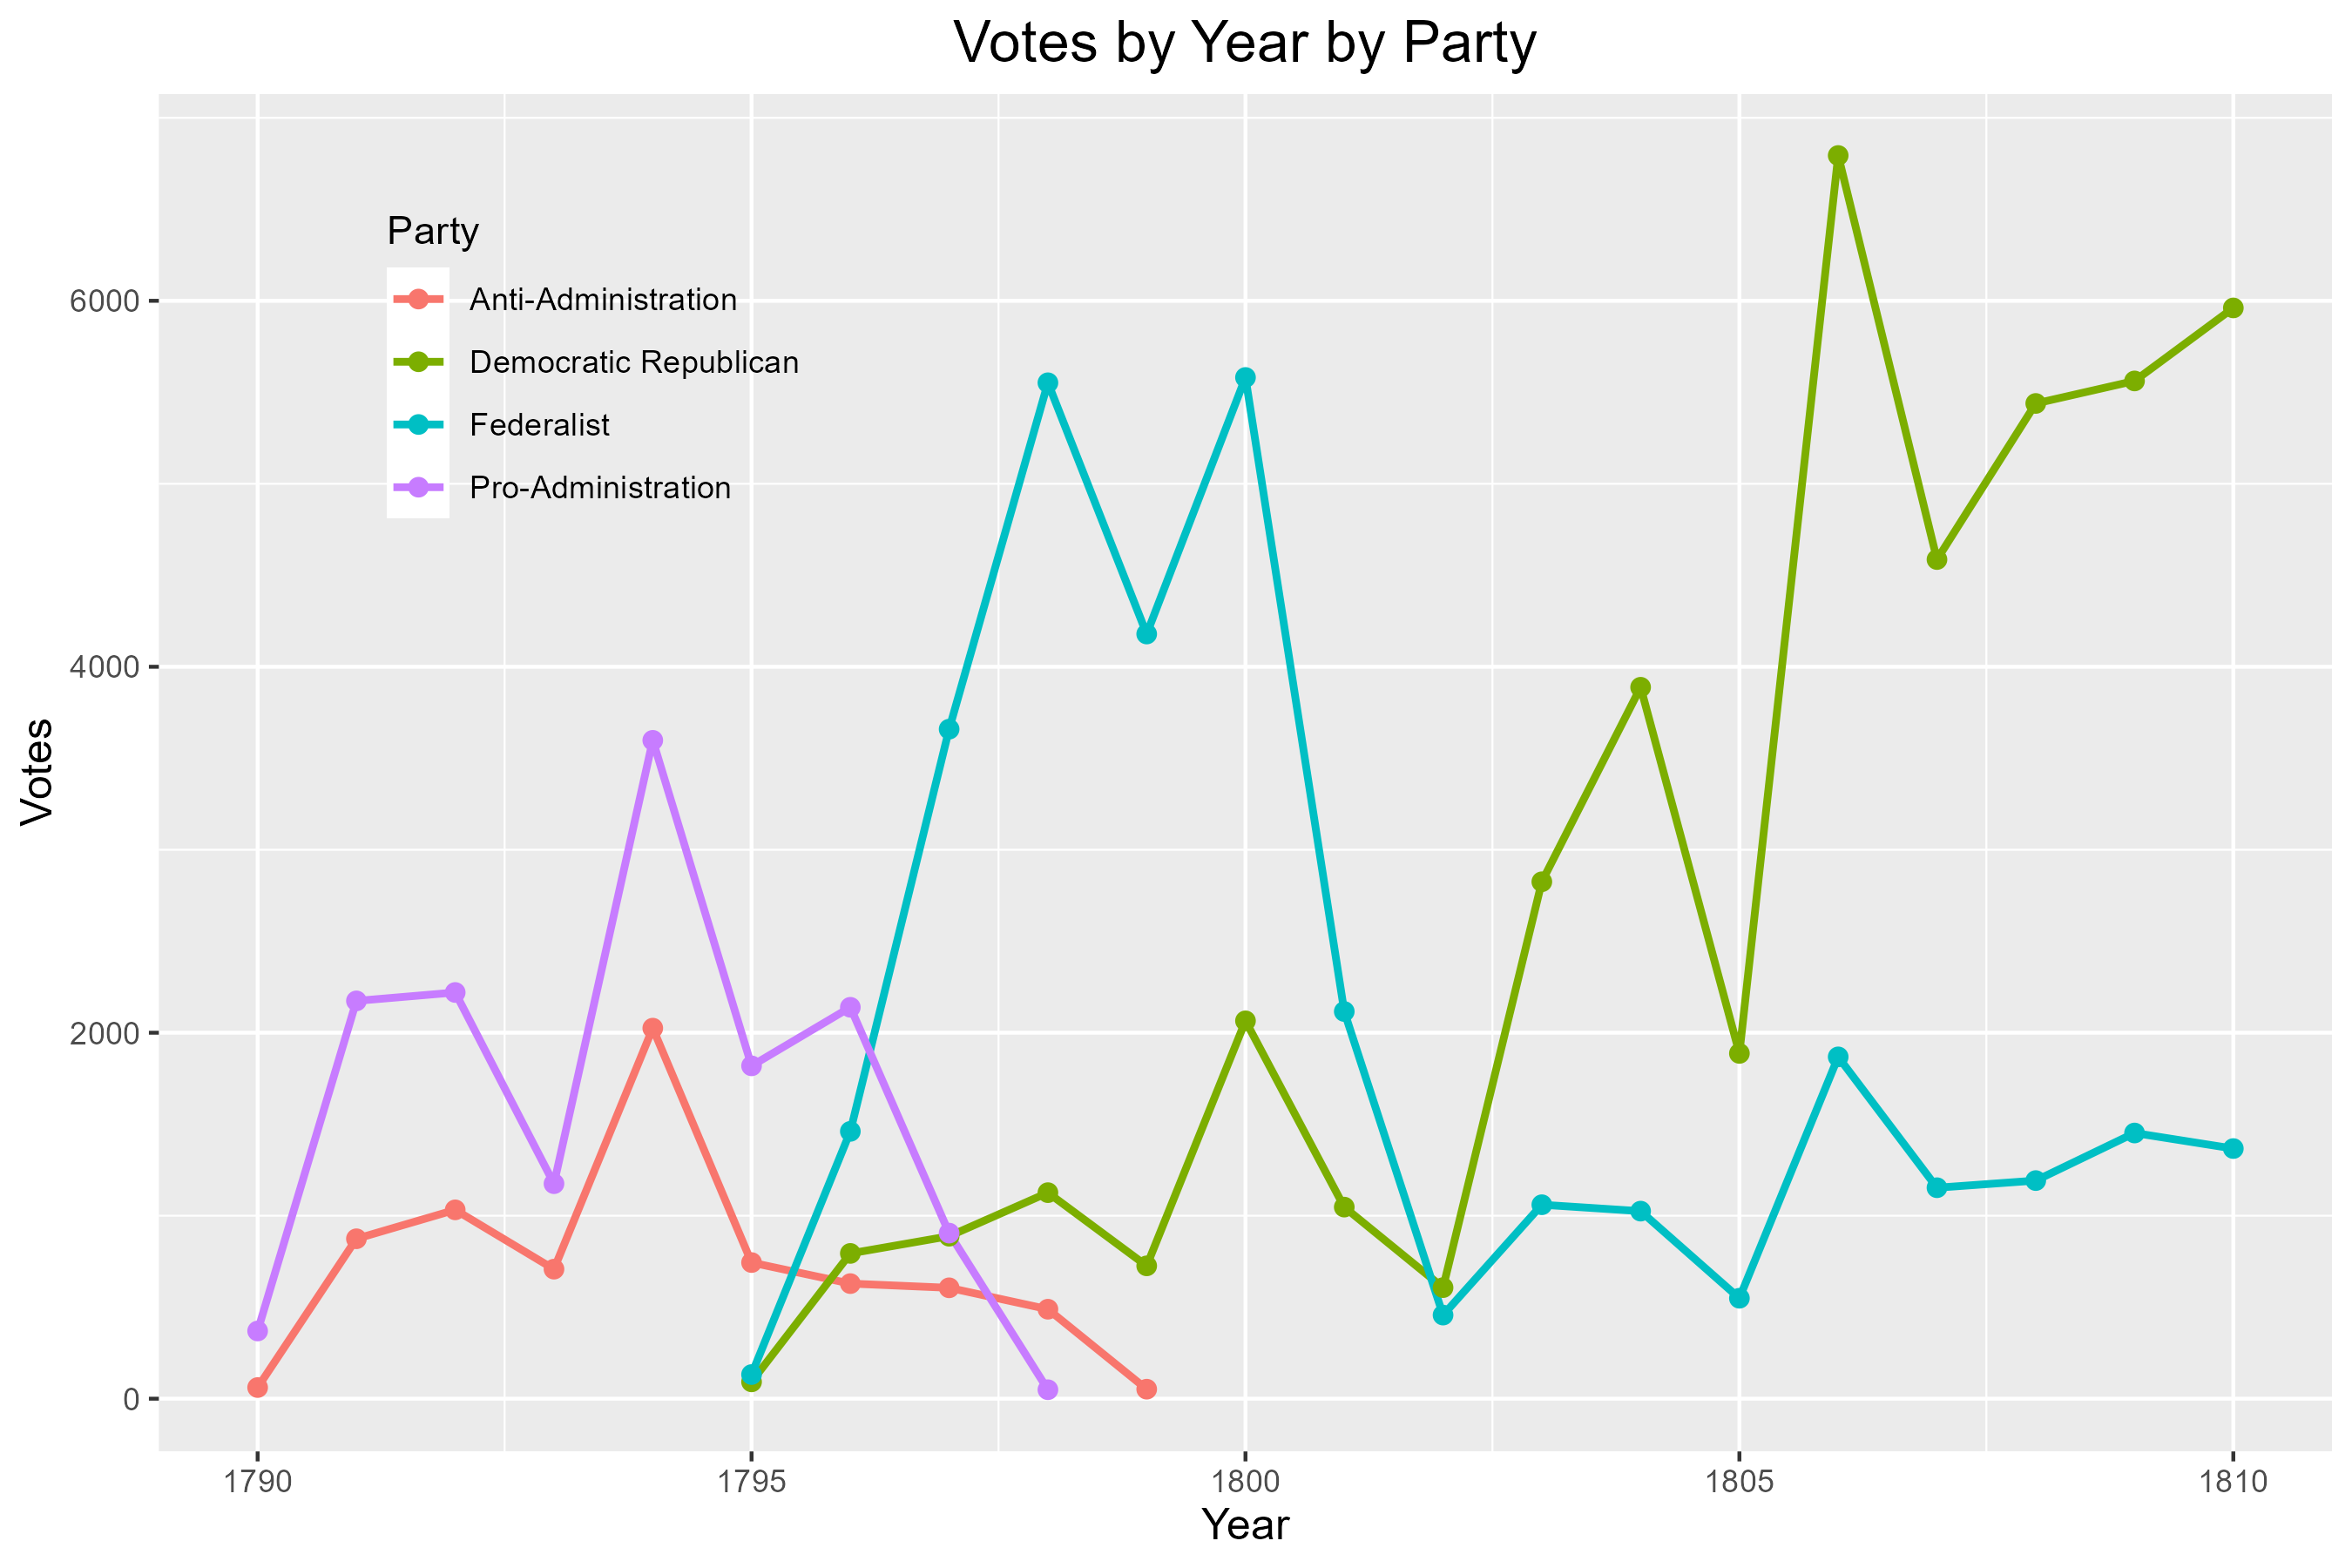 Votes by Year by Party
Party
Anti-Administration
Democratic Republican
Federalist
Pro-Administration
6000
4000
2000
0
Votes
1790 1795 1800 1805 1810
Year